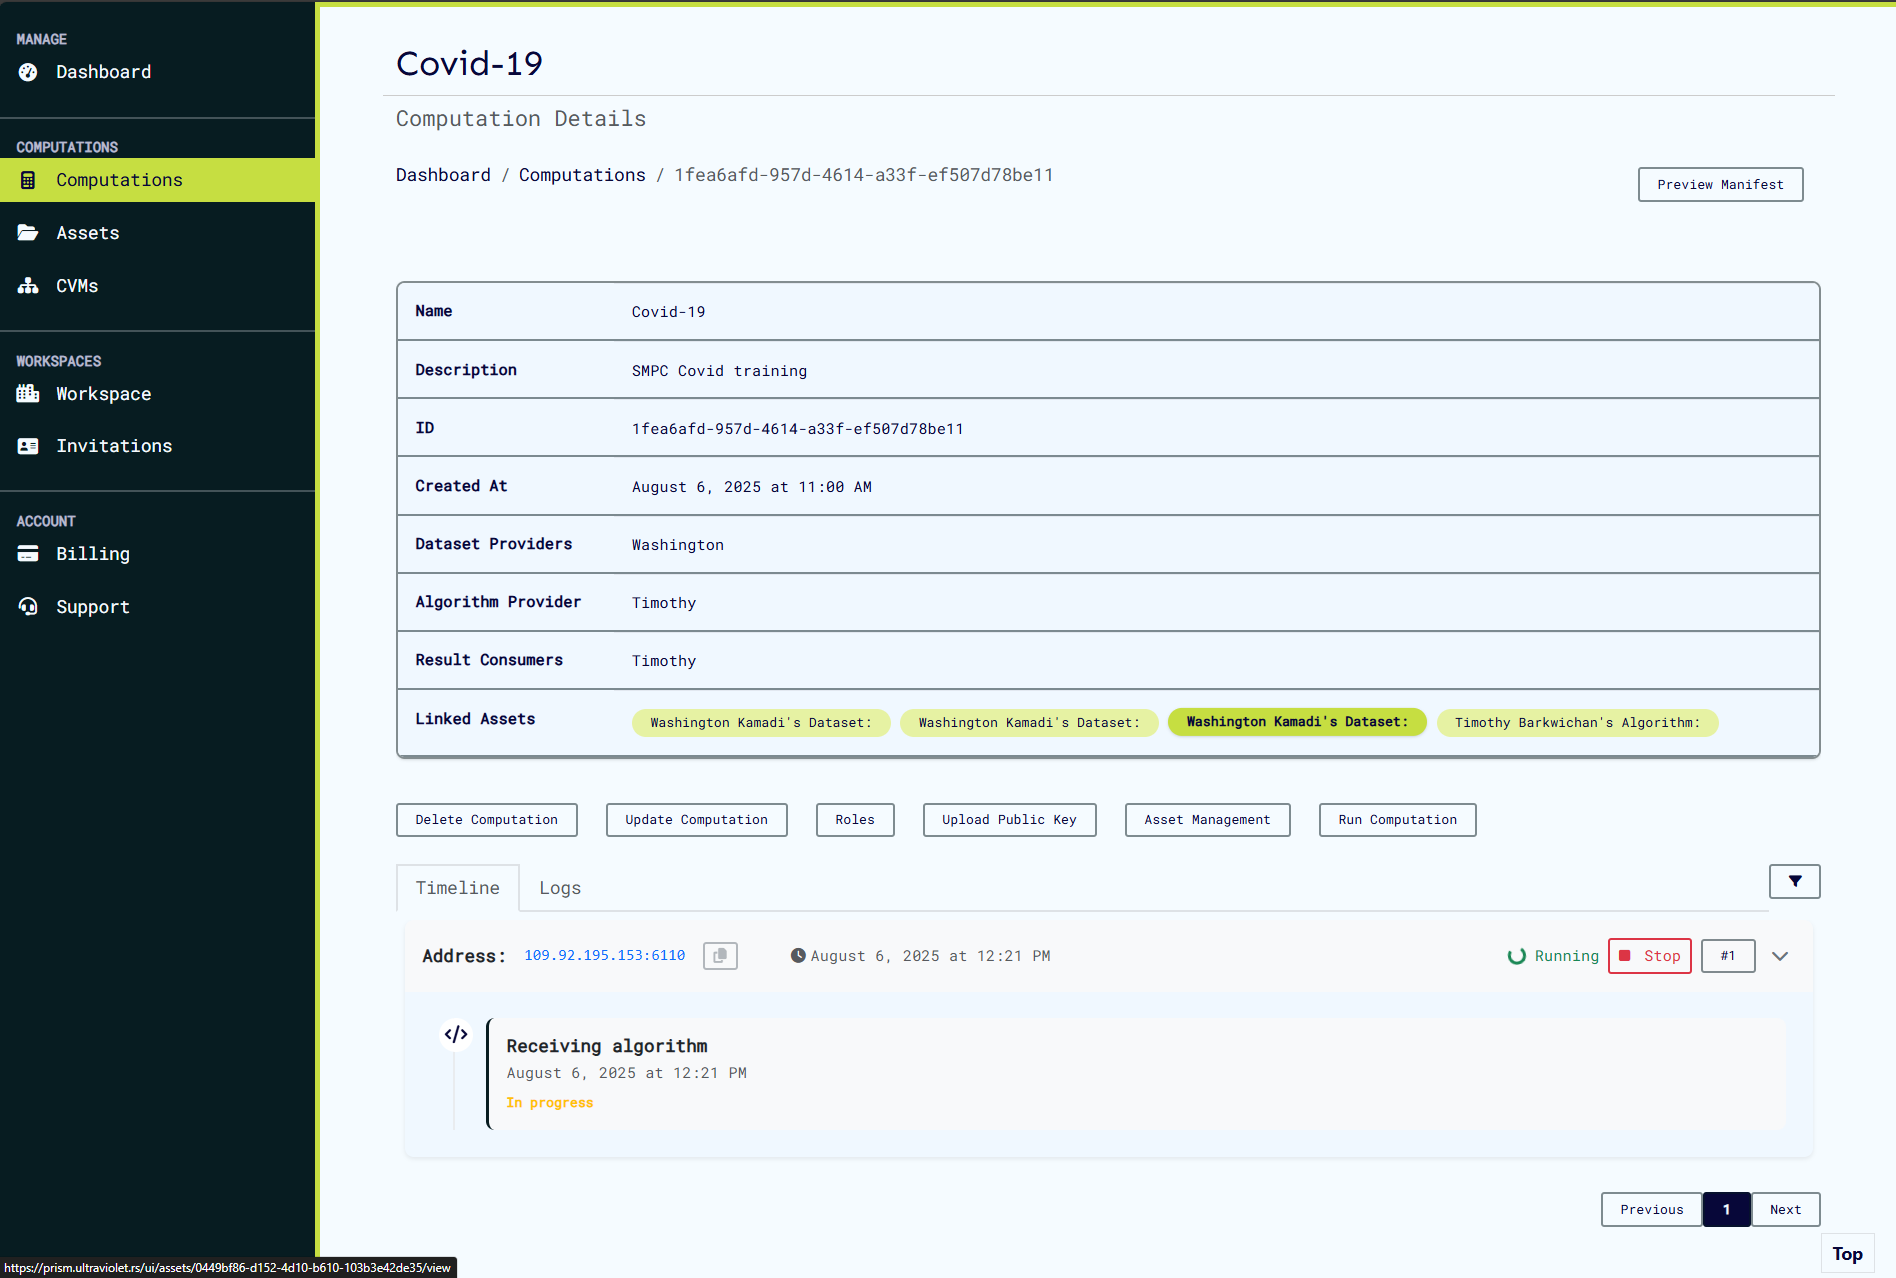 MANAGE
Dashboard
COMPUTATIONS
Computations
Assets
CVMs
WORKSPACES
Workspace
Invitations
ACCOUNT
Billing
Support
Covid-19
Computation Details
Dashboard / Computations / 1fea6afd-957d-4614-a33f-ef507d78be11
Preview Manifest
Name Covid-19
Description SMPC Covid training
ID 1fea6afd-957d-4614-a33f-ef507d78be11
Created At August 6, 2025 at 11:00 AM
Dataset Providers Washington
Algorithm Provider Timothy
Result Consumers Timothy
Linked Assets Washington Kamadi's Dataset: Washington Kamadi's Dataset: Washington Kamadi's Dataset: Timothy Barkwichan's Algorithm:
Delete Computation Update Computation Roles Upload Public Key Asset Management Run Computation
Timeline Logs
Address: 109.92.195.153:6110 August 6, 2025 at 12:21 PM Running Stop #1
Receiving algorithm
August 6, 2025 at 12:21 PM
In progress
Previous 1 Next
Top
https://prism.ultraviolet.rs/ui/assets/0449bf86-d152-4d10-b610-103b3e42de35/view